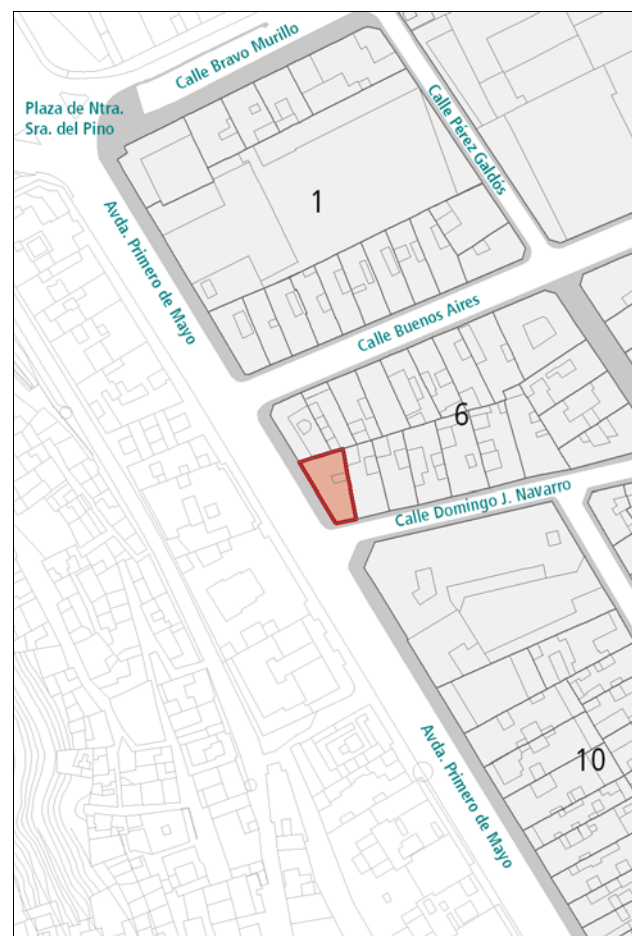 Calle Bravo Murillo
Plaza de Ntra.
Sra. del Pino
Calle Pérez Galdós
1
Avda. Primero de Mayo
Calle Buenos Aires
6
Calle Domingo J. Navarro
Avda. Primero de Mayo
10